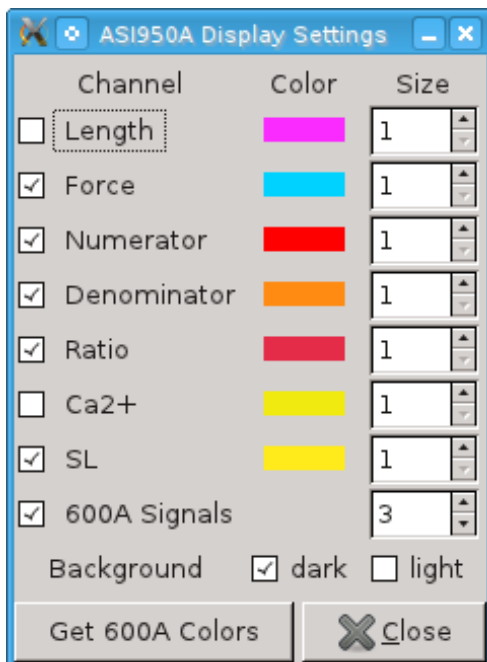 ASI950A Display Settings
Channel Color Size
Length 1
Force 1
Numerator 1
Denominator 1
Ratio 1
Ca2+ 1
SL 1
600A Signals 3
Background dark light
Get 600A Colors Close